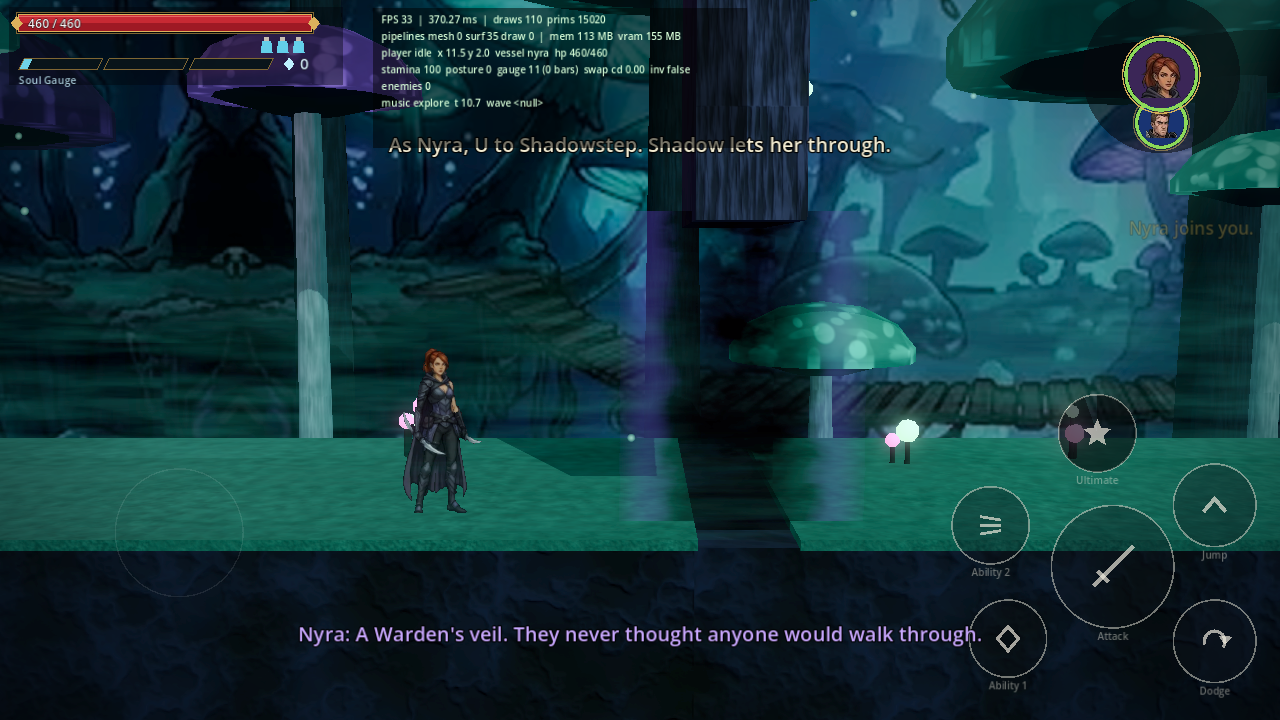 460 / 460
0
Soul Gauge
FPS 33 | 370.27 ms | draws 110 prims 15020
pipelines mesh 0 surf 35 draw 0 | mem 113 MB vram 155 MB
player idle x 11.5 y 2.0 vessel nyra hp 460/460
stamina 100 posture 0 gauge 11 (0 bars) swap cd 0.00 inv false
enemies 0
music explore t 10.7 wave <null>
As Nyra, U to Shadowstep. Shadow lets her through.
Nyra joins you.
Ultimate
Jump
Ability 2
Attack
Nyra: A Warden's veil. They never thought anyone would walk through.
Ability 1
Dodge